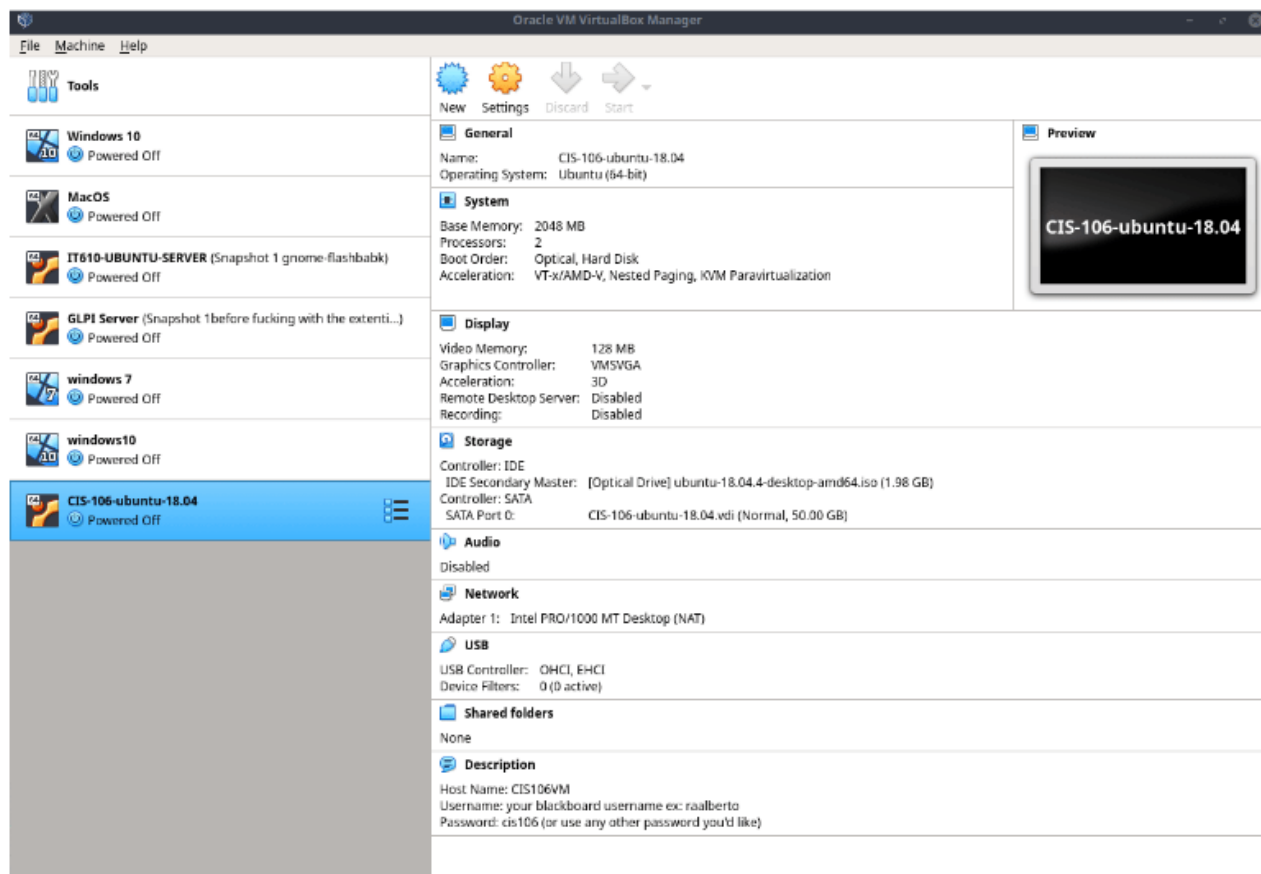 Oracle VM VirtualBox Manager
File Machine Help
Tools
Windows 10
Powered Off
MacOS
Powered Off
IT610-UBUNTU-SERVER (Snapshot 1 gnome-flashbabk)
Powered Off
GLPI Server (Snapshot 1before fucking with the extenti...)
Powered Off
windows 7
Powered Off
windows10
Powered Off
CIS-106-ubuntu-18.04
Powered Off
New Settings Discard Start
General
Name: CIS-106-ubuntu-18.04
Operating System: Ubuntu (64-bit)
Preview
CIS-106-ubuntu-18.04
System
Base Memory: 2048 MB
Processors: 2
Boot Order: Optical, Hard Disk
Acceleration: VT-x/AMD-V, Nested Paging, KVM Paravirtualization
Display
Video Memory: 128 MB
Graphics Controller: VMSVGA
Acceleration: 3D
Remote Desktop Server: Disabled
Recording: Disabled
Storage
Controller: IDE
IDE Secondary Master: [Optical Drive] ubuntu-18.04.4-desktop-amd64.iso (1.98 GB)
Controller: SATA
SATA Port 0: CIS-106-ubuntu-18.04.vdi (Normal, 50.00 GB)
Audio
Disabled
Network
Adapter 1: Intel PRO/1000 MT Desktop (NAT)
USB
USB Controller: OHCI, EHCI
Device Filters: 0 (0 active)
Shared folders
None
Description
Host Name: CIS106VM
Username: your blackboard username ex: raalberto
Password: cis106 (or use any other password you'd like)